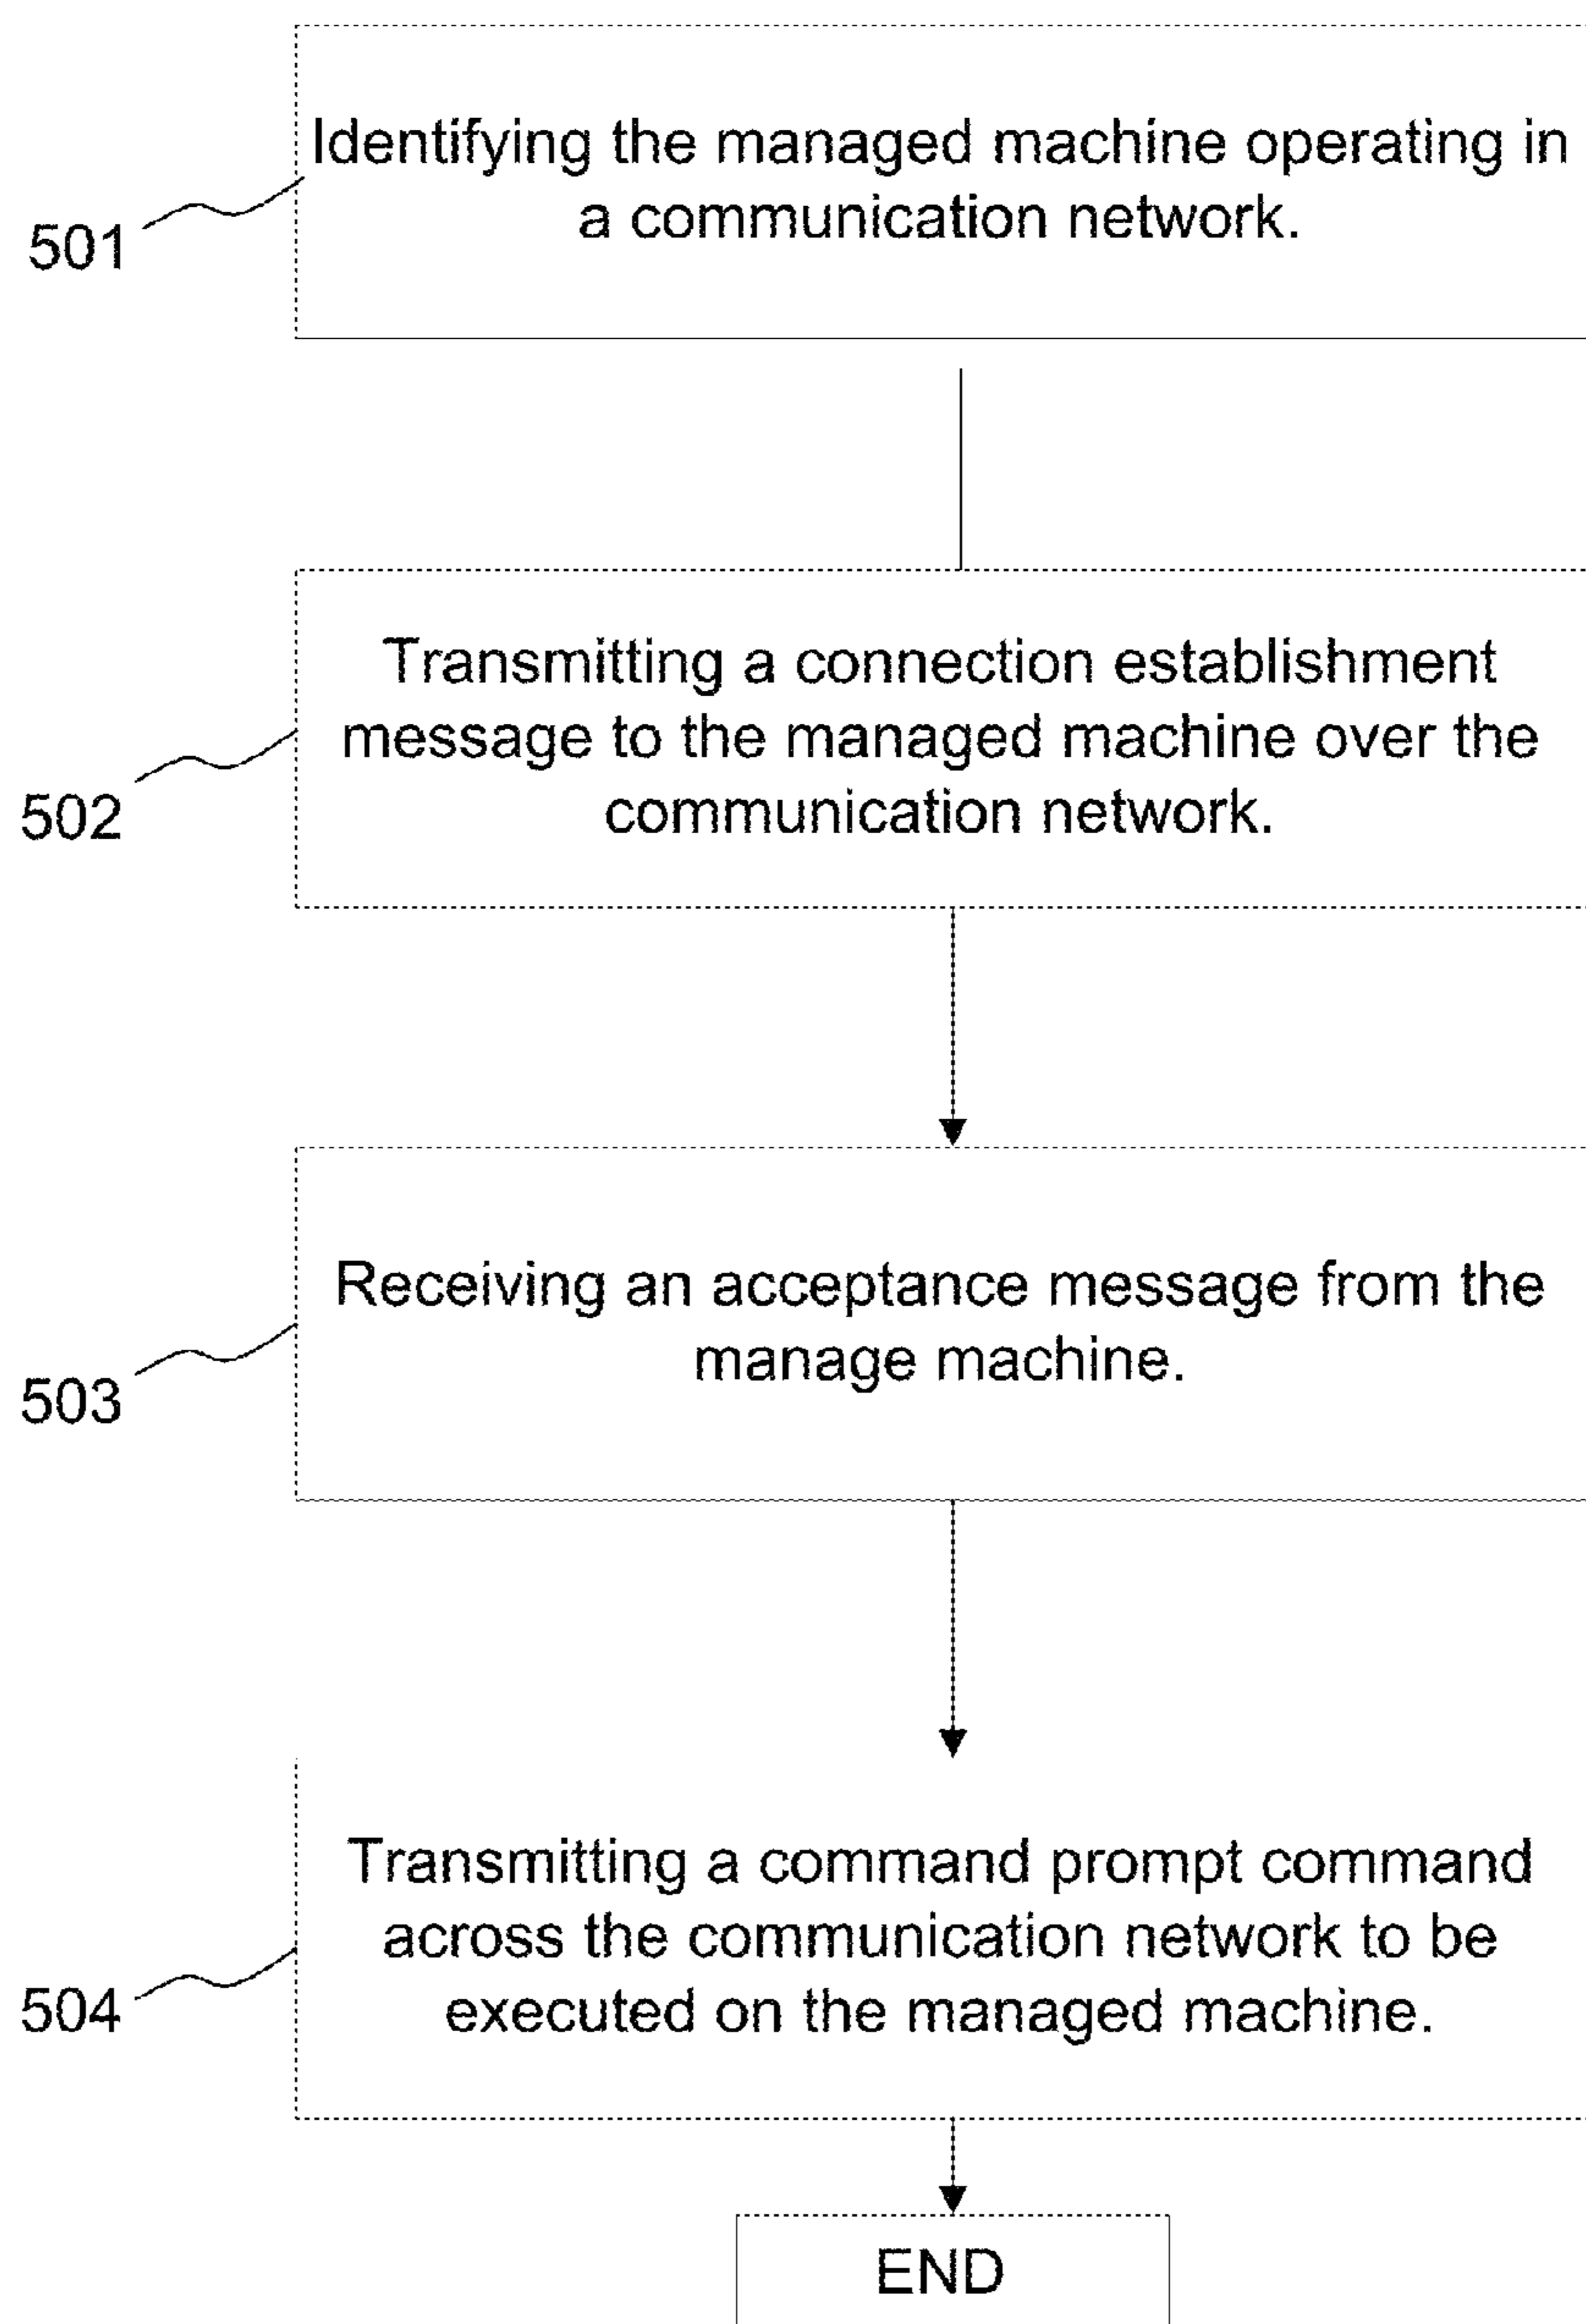 Identifying the managed machine operating in
a communication network.
501
Transmitting a connection establishment
message to the managed machine over the
communication network.
502
Receiving an acceptance message from the
manage machine.
503
Transmitting a command prompt command
across the communication network to be
executed on the managed machine.
504
END